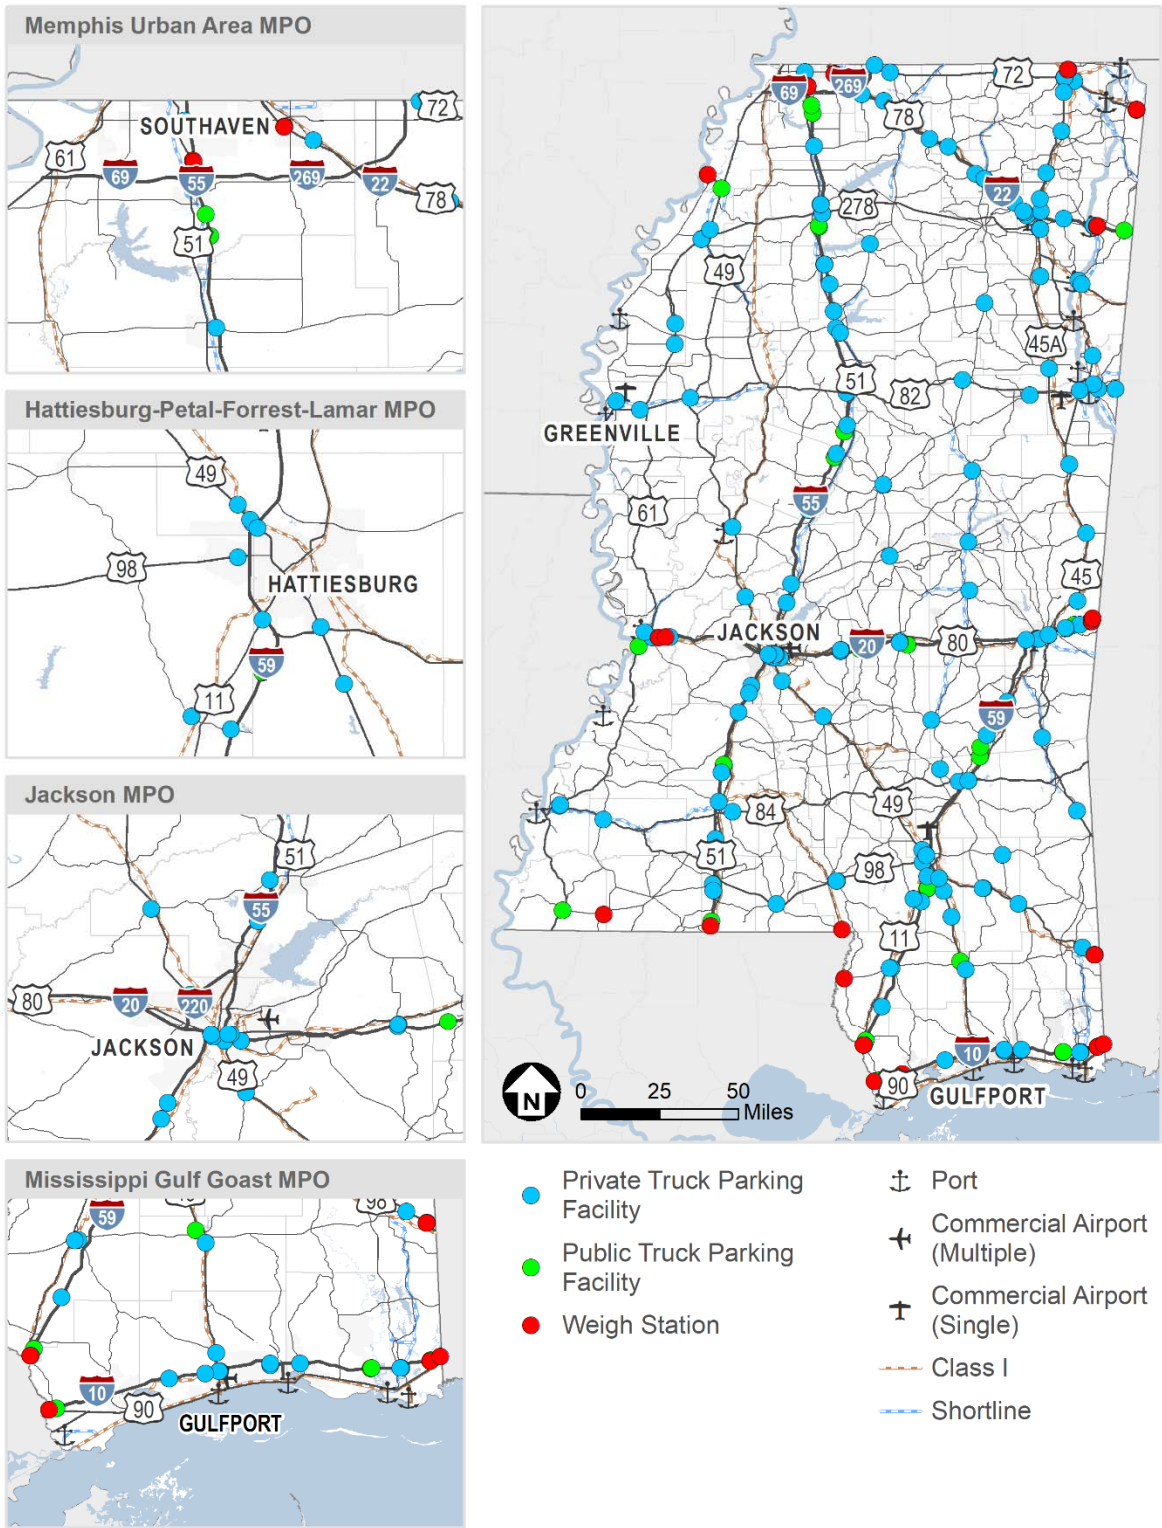 Memphis Urban Area MPO
72
SOUTHAVEN
61
69
55
269
22
78
51
Hattiesburg-Petal-Forrest-Lamar MPO
49
98
HATTIESBURG
59
11
Jackson MPO
51
55
80
20
220
JACKSON
49
Mississippi Gulf Goast MPO
59
98
10
90
GULFPORT
72
69
269
78
22
278
49
45A
51
82
GREENVILLE
61
55
45
JACKSON
20
80
59
84
49
51
98
11
10
90
GULFPORT
N
0 25 50
Miles
Private Truck Parking
Facility
Public Truck Parking
Facility
Weigh Station
Port
Commercial Airport
(Multiple)
Commercial Airport
(Single)
Class I
Shortline